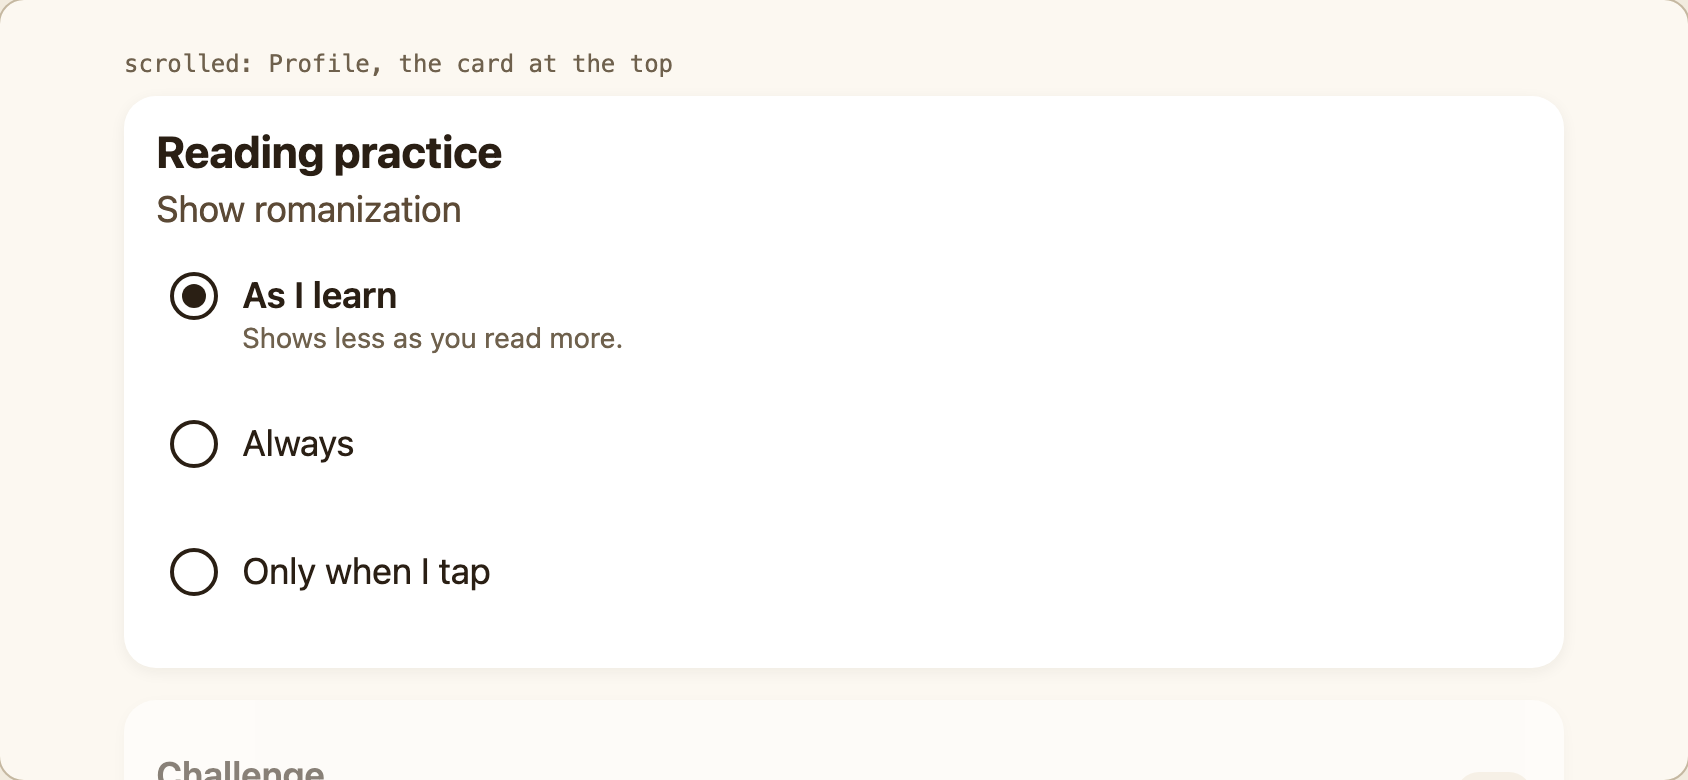 scrolled: Profile, the card at the top
Reading practice
Show romanization
As I learn
Shows less as you read more.
Always
Only when I tap
Challenge